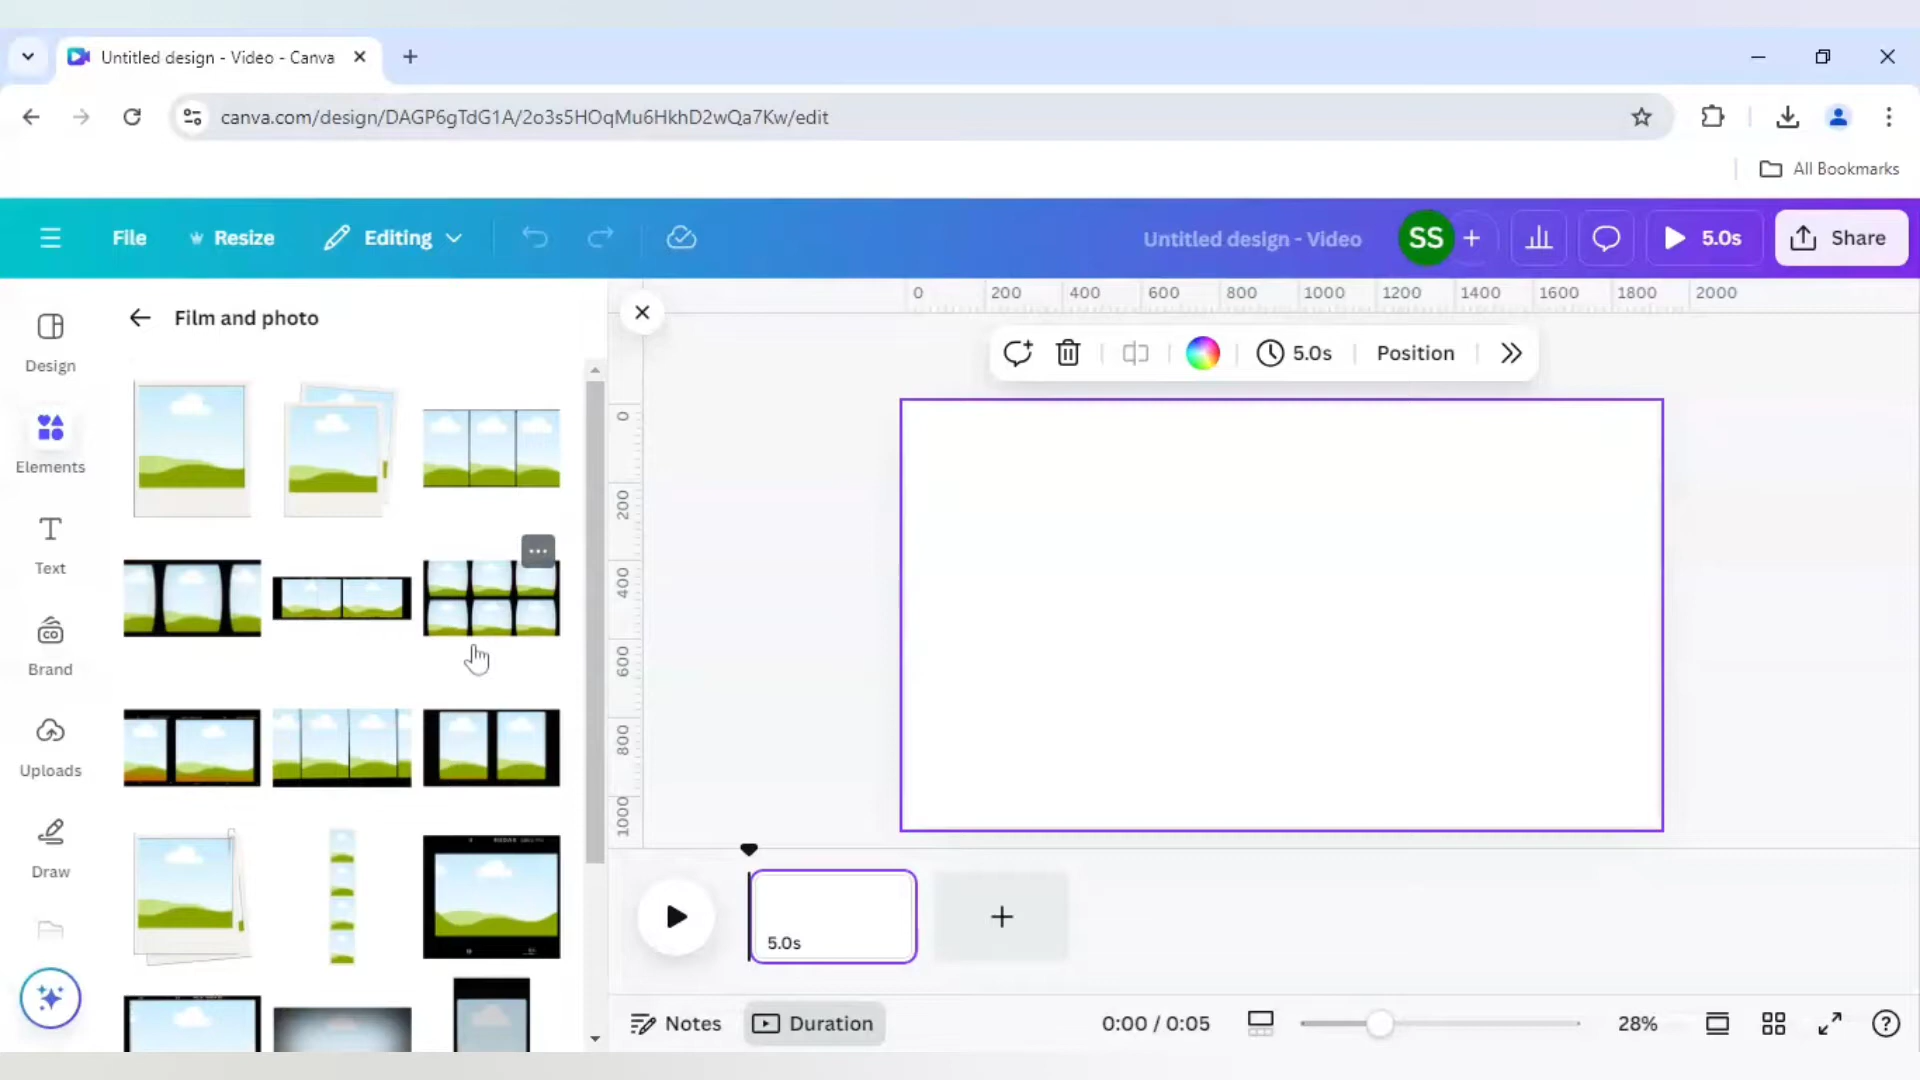 Untitled design - Video - Canva
canva.com/design/DAGP6gTdG1A/2o3s5HOqMu6HkhD2wQa7Kw/edit
All Bookmarks
File
Resize
Editing
Untitled design - Video
SS
5.0s
Share
Design
Elements
Text
Brand
CO
Uploads
Draw
Film and photo
0 200 400 600 800 1000 1200 1400 1600 1800 2000
5.0s
Position
0
200
400
600
800
1000
5.0s
Notes
Duration
0:00 / 0:05
28%